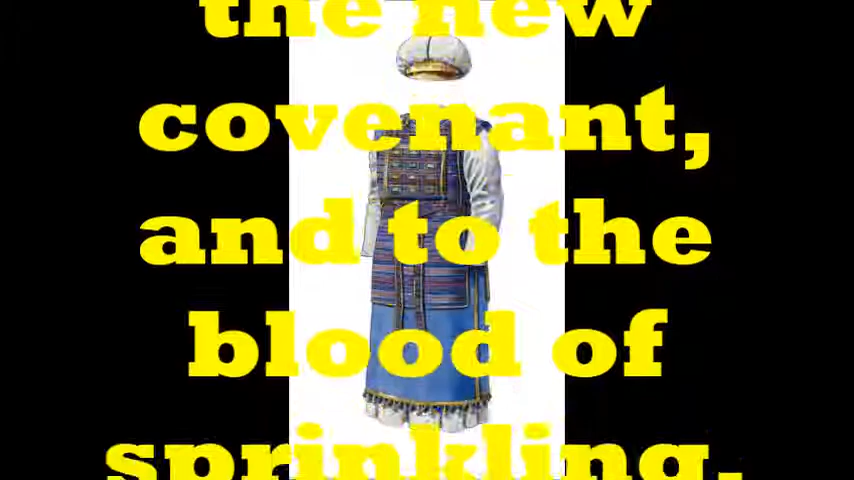 the new
covenant,
and to the
blood of
sprinkling,